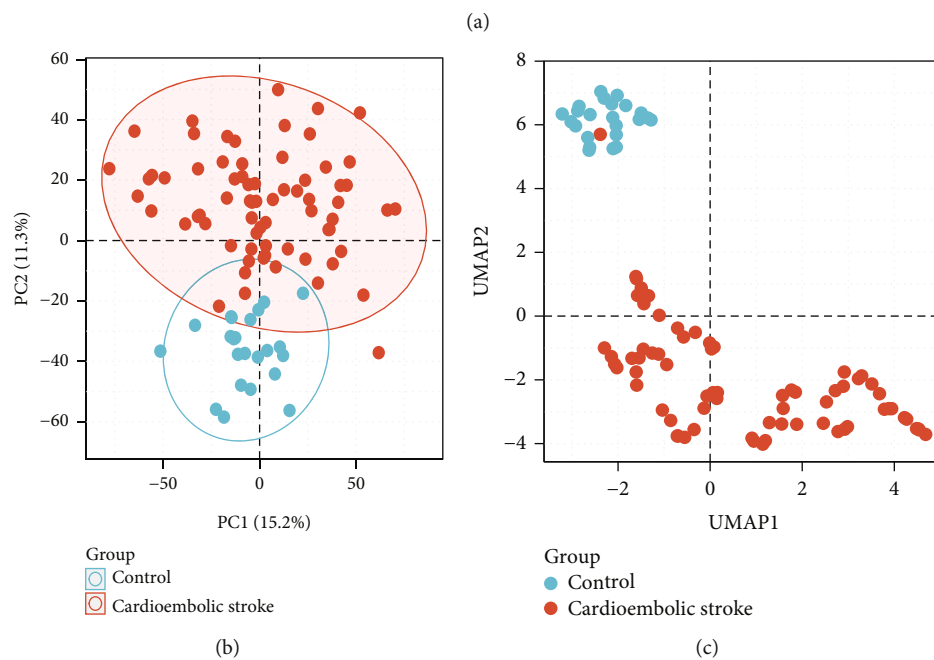 (a)
60
40
20
0
−20
−40
−60
PC2 (11.3%)
−50
0
50
PC1 (15.2%)
Group
Control
Cardioembolic stroke
(b)
8
6
4
2
0
−2
−4
UMAP2
−2
0
2
4
UMAP1
Group
Control
Cardioembolic stroke
(c)